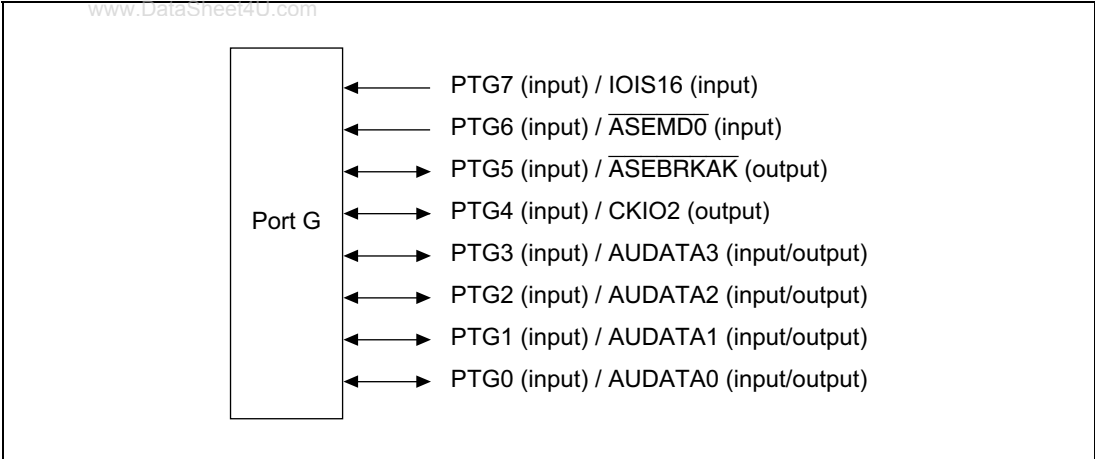 www.DataSheet4U.com
Port G
PTG7 (input) / IOIS16 (input)
PTG6 (input) / ASEMD0 (input)
PTG5 (input) / ASEBRKAK (output)
PTG4 (input) / CKIO2 (output)
PTG3 (input) / AUDATA3 (input/output)
PTG2 (input) / AUDATA2 (input/output)
PTG1 (input) / AUDATA1 (input/output)
PTG0 (input) / AUDATA0 (input/output)